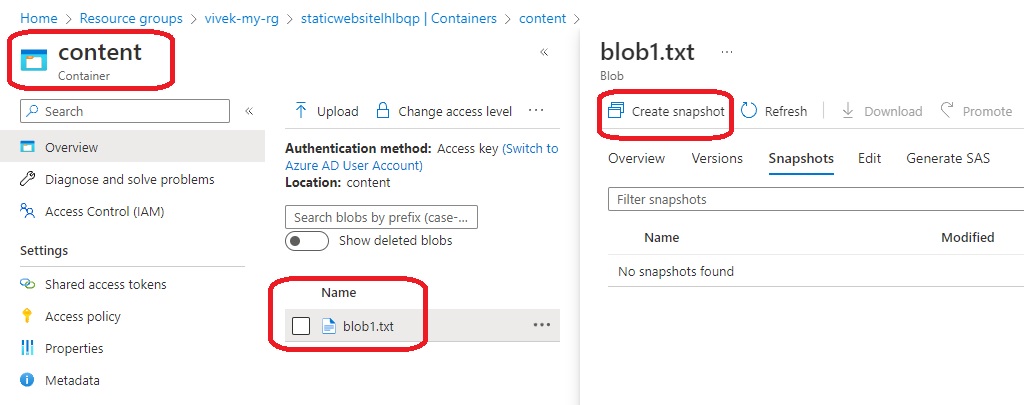 Home > Resource groups > vivek-my-rg > staticwebsitelhlbqp | Containers > content >
content
Container
«
Search
«
Overview
Diagnose and solve problems
Access Control (IAM)
Settings
Shared access tokens
Access policy
Properties
Metadata
Upload Change access level ...
Authentication method: Access key (Switch to
Azure AD User Account)
Location: content
Search blobs by prefix (case-...
Show deleted blobs
Name
blob1.txt ...
blob1.txt ...
Blob
Create snapshot Refresh Download Promote
Overview Versions Snapshots Edit Generate SAS
Filter snapshots
Name Modified
No snapshots found